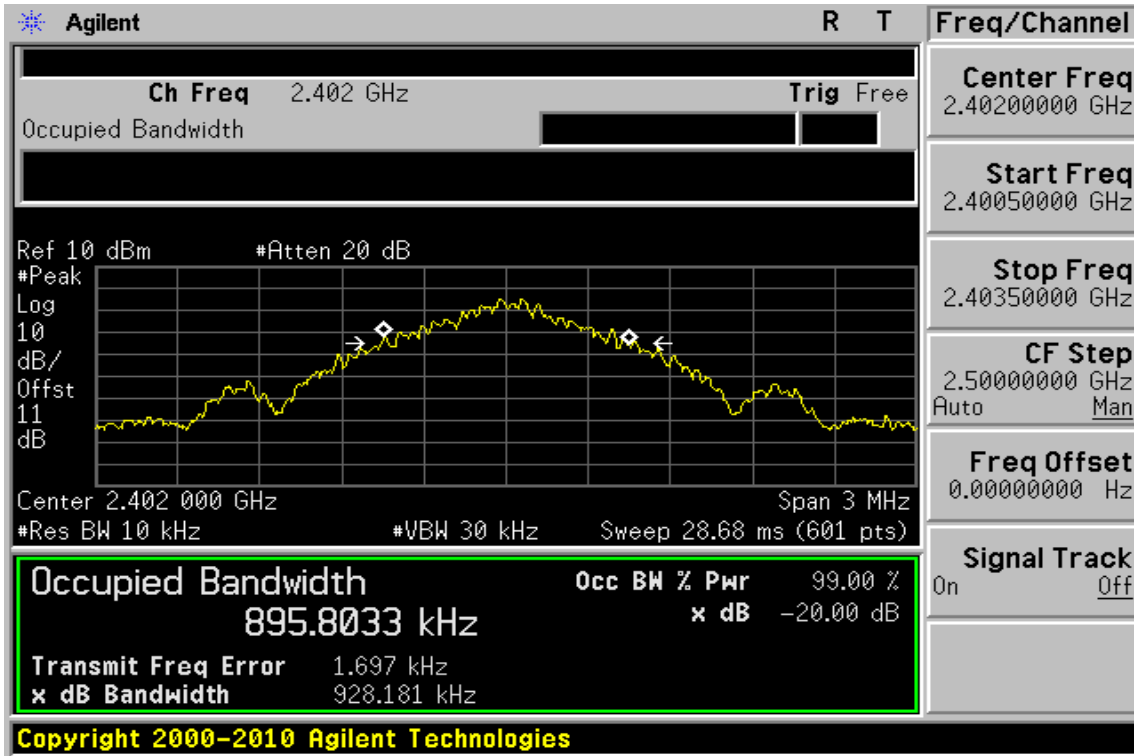 Agilent R T
Freq/Channel
Ch Freq 2.402 GHz Trig Free
Occupied Bandwidth
Center Freq
2.40200000 GHz
Start Freq
2.40050000 GHz
Stop Freq
2.40350000 GHz
CF Step
2.50000000 GHz
Auto Man
Freq Offset
0.00000000 Hz
Signal Track
On Off
Ref 10 dBm #Atten 20 dB
#Peak
Log
10
dB/
Offst
11
dB
Center 2.402 000 GHz Span 3 MHz
#Res BW 10 kHz #VBW 30 kHz Sweep 28.68 ms (601 pts)
Occupied Bandwidth Occ BW % Pwr 99.00 %
895.8033 kHz x dB -20.00 dB
Transmit Freq Error 1.697 kHz
x dB Bandwidth 928.181 kHz
Copyright 2000-2010 Agilent Technologies